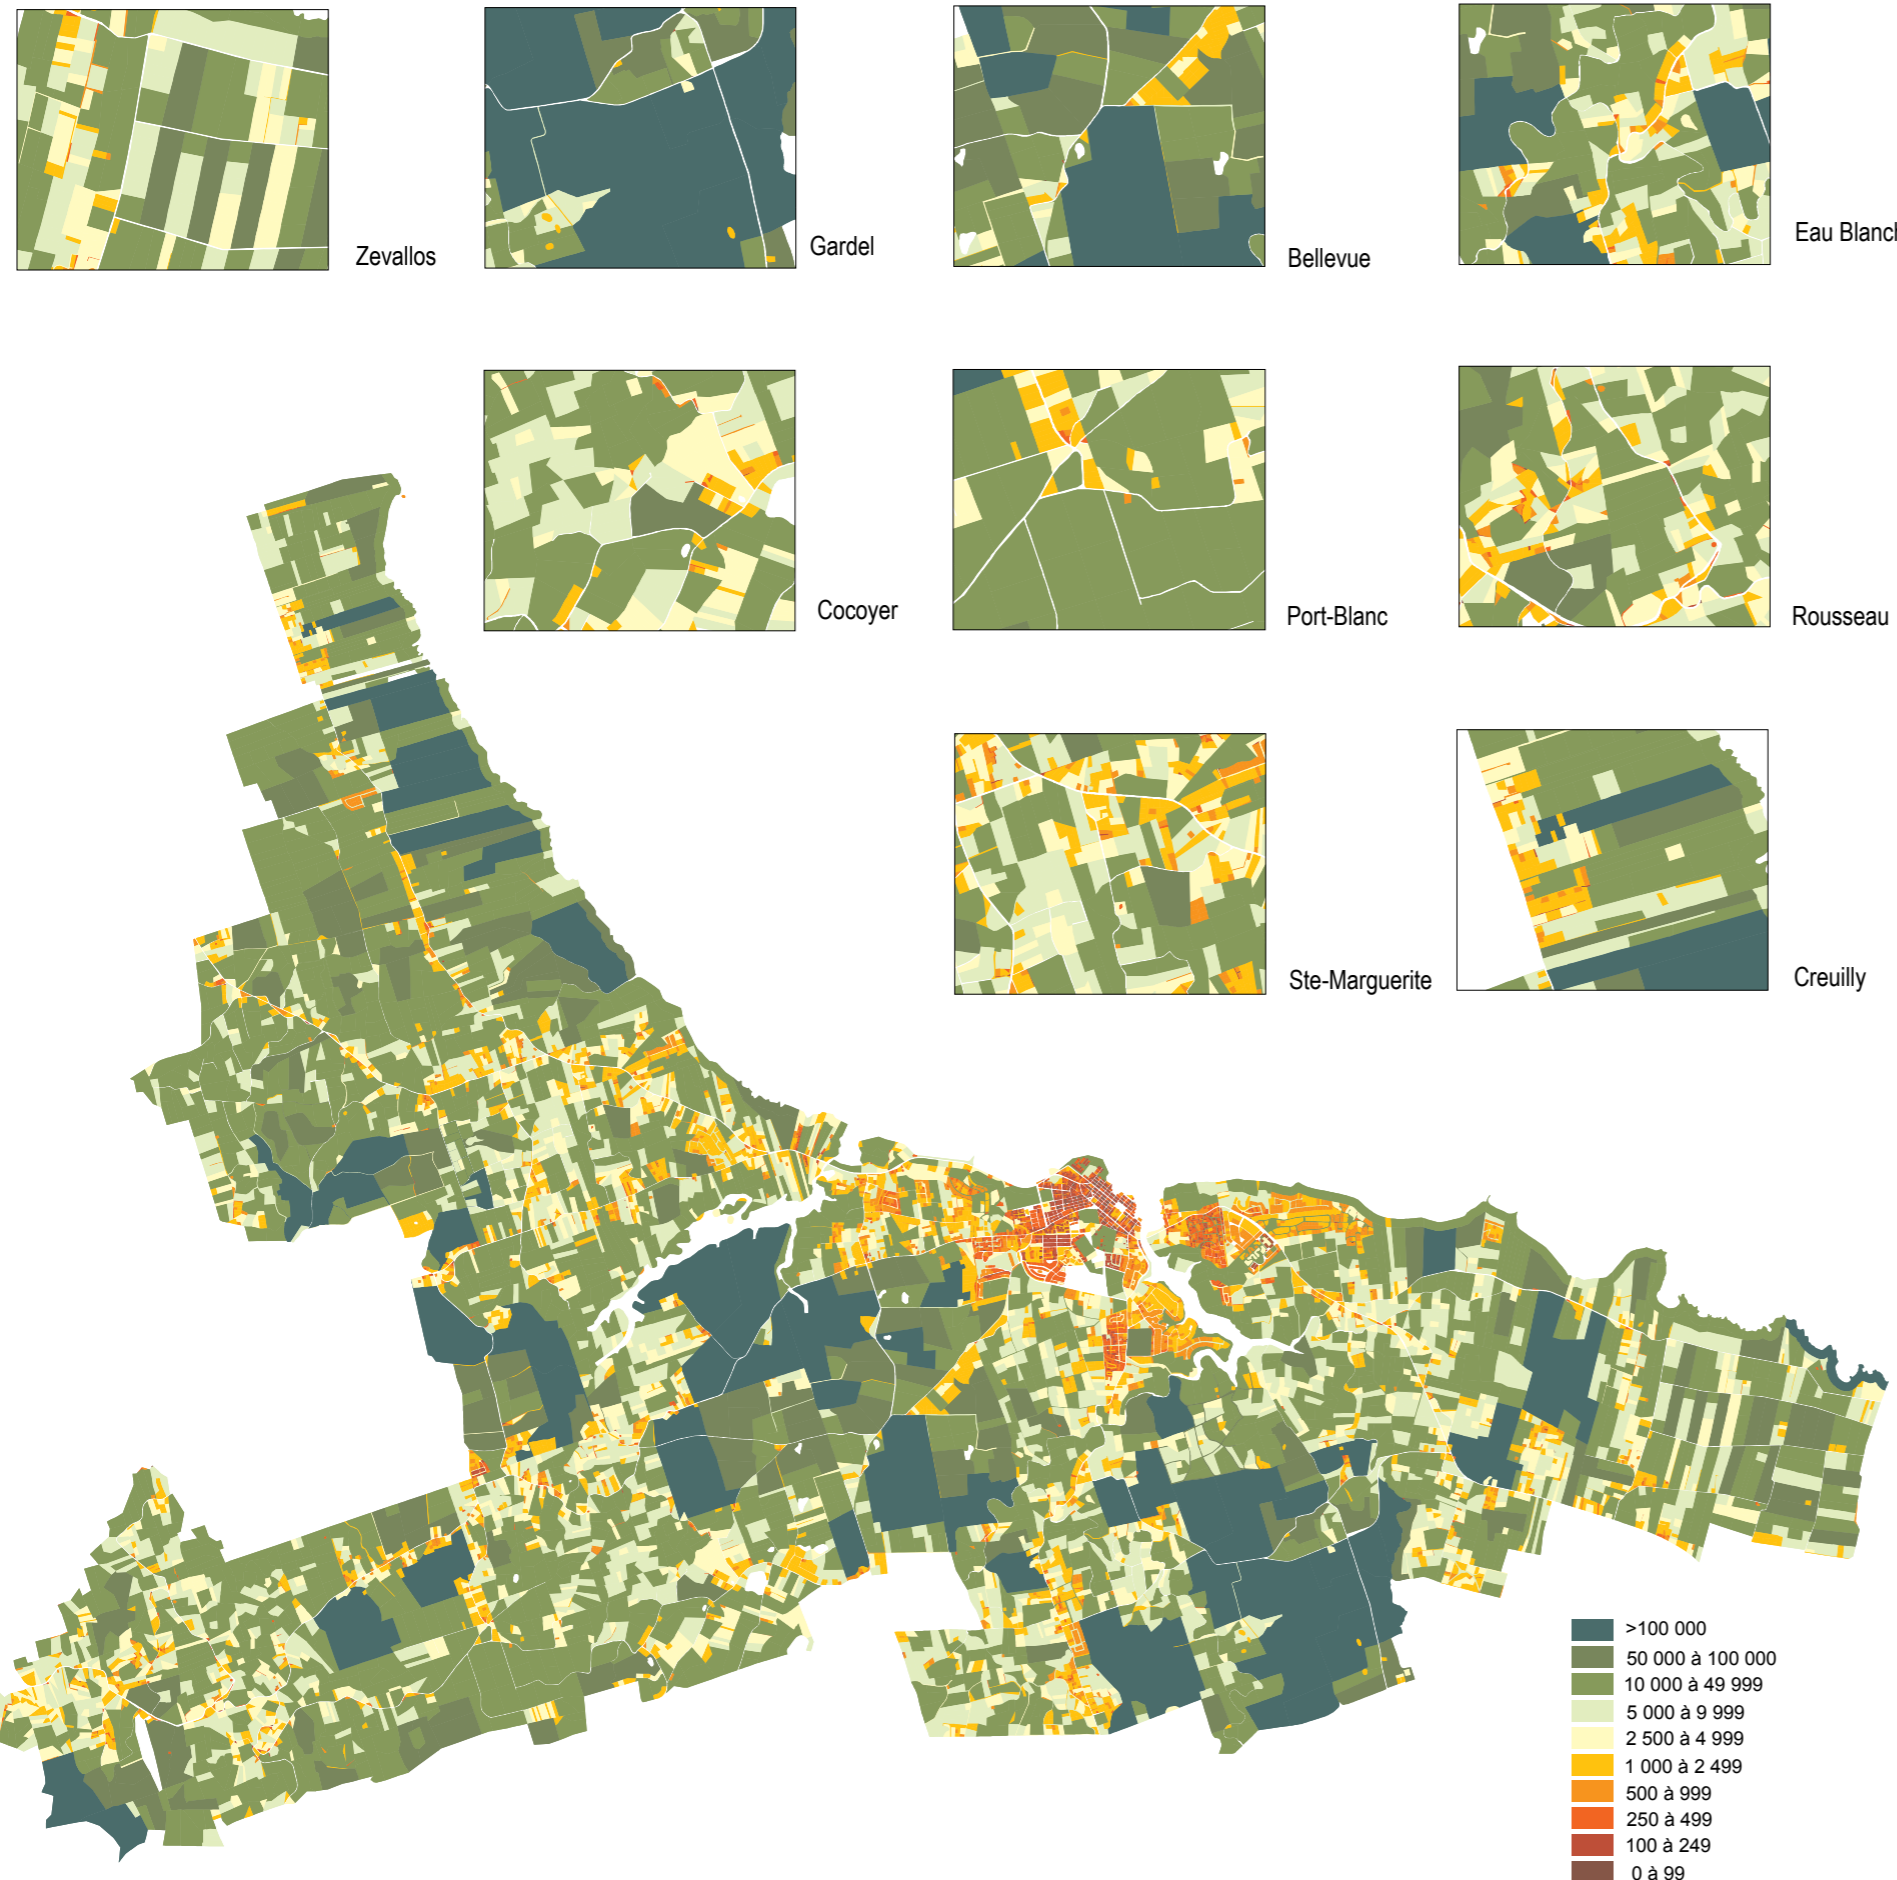 Zevallos
Gardel
Bellevue
Eau Blanch
Cocoyer
Port-Blanc
Rousseau
Ste-Marguerite
Creuilly
>100 000
50 000 à 100 000
10 000 à 49 999
5 000 à 9 999
2 500 à 4 999
1 000 à 2 499
500 à 999
250 à 499
100 à 249
0 à 99